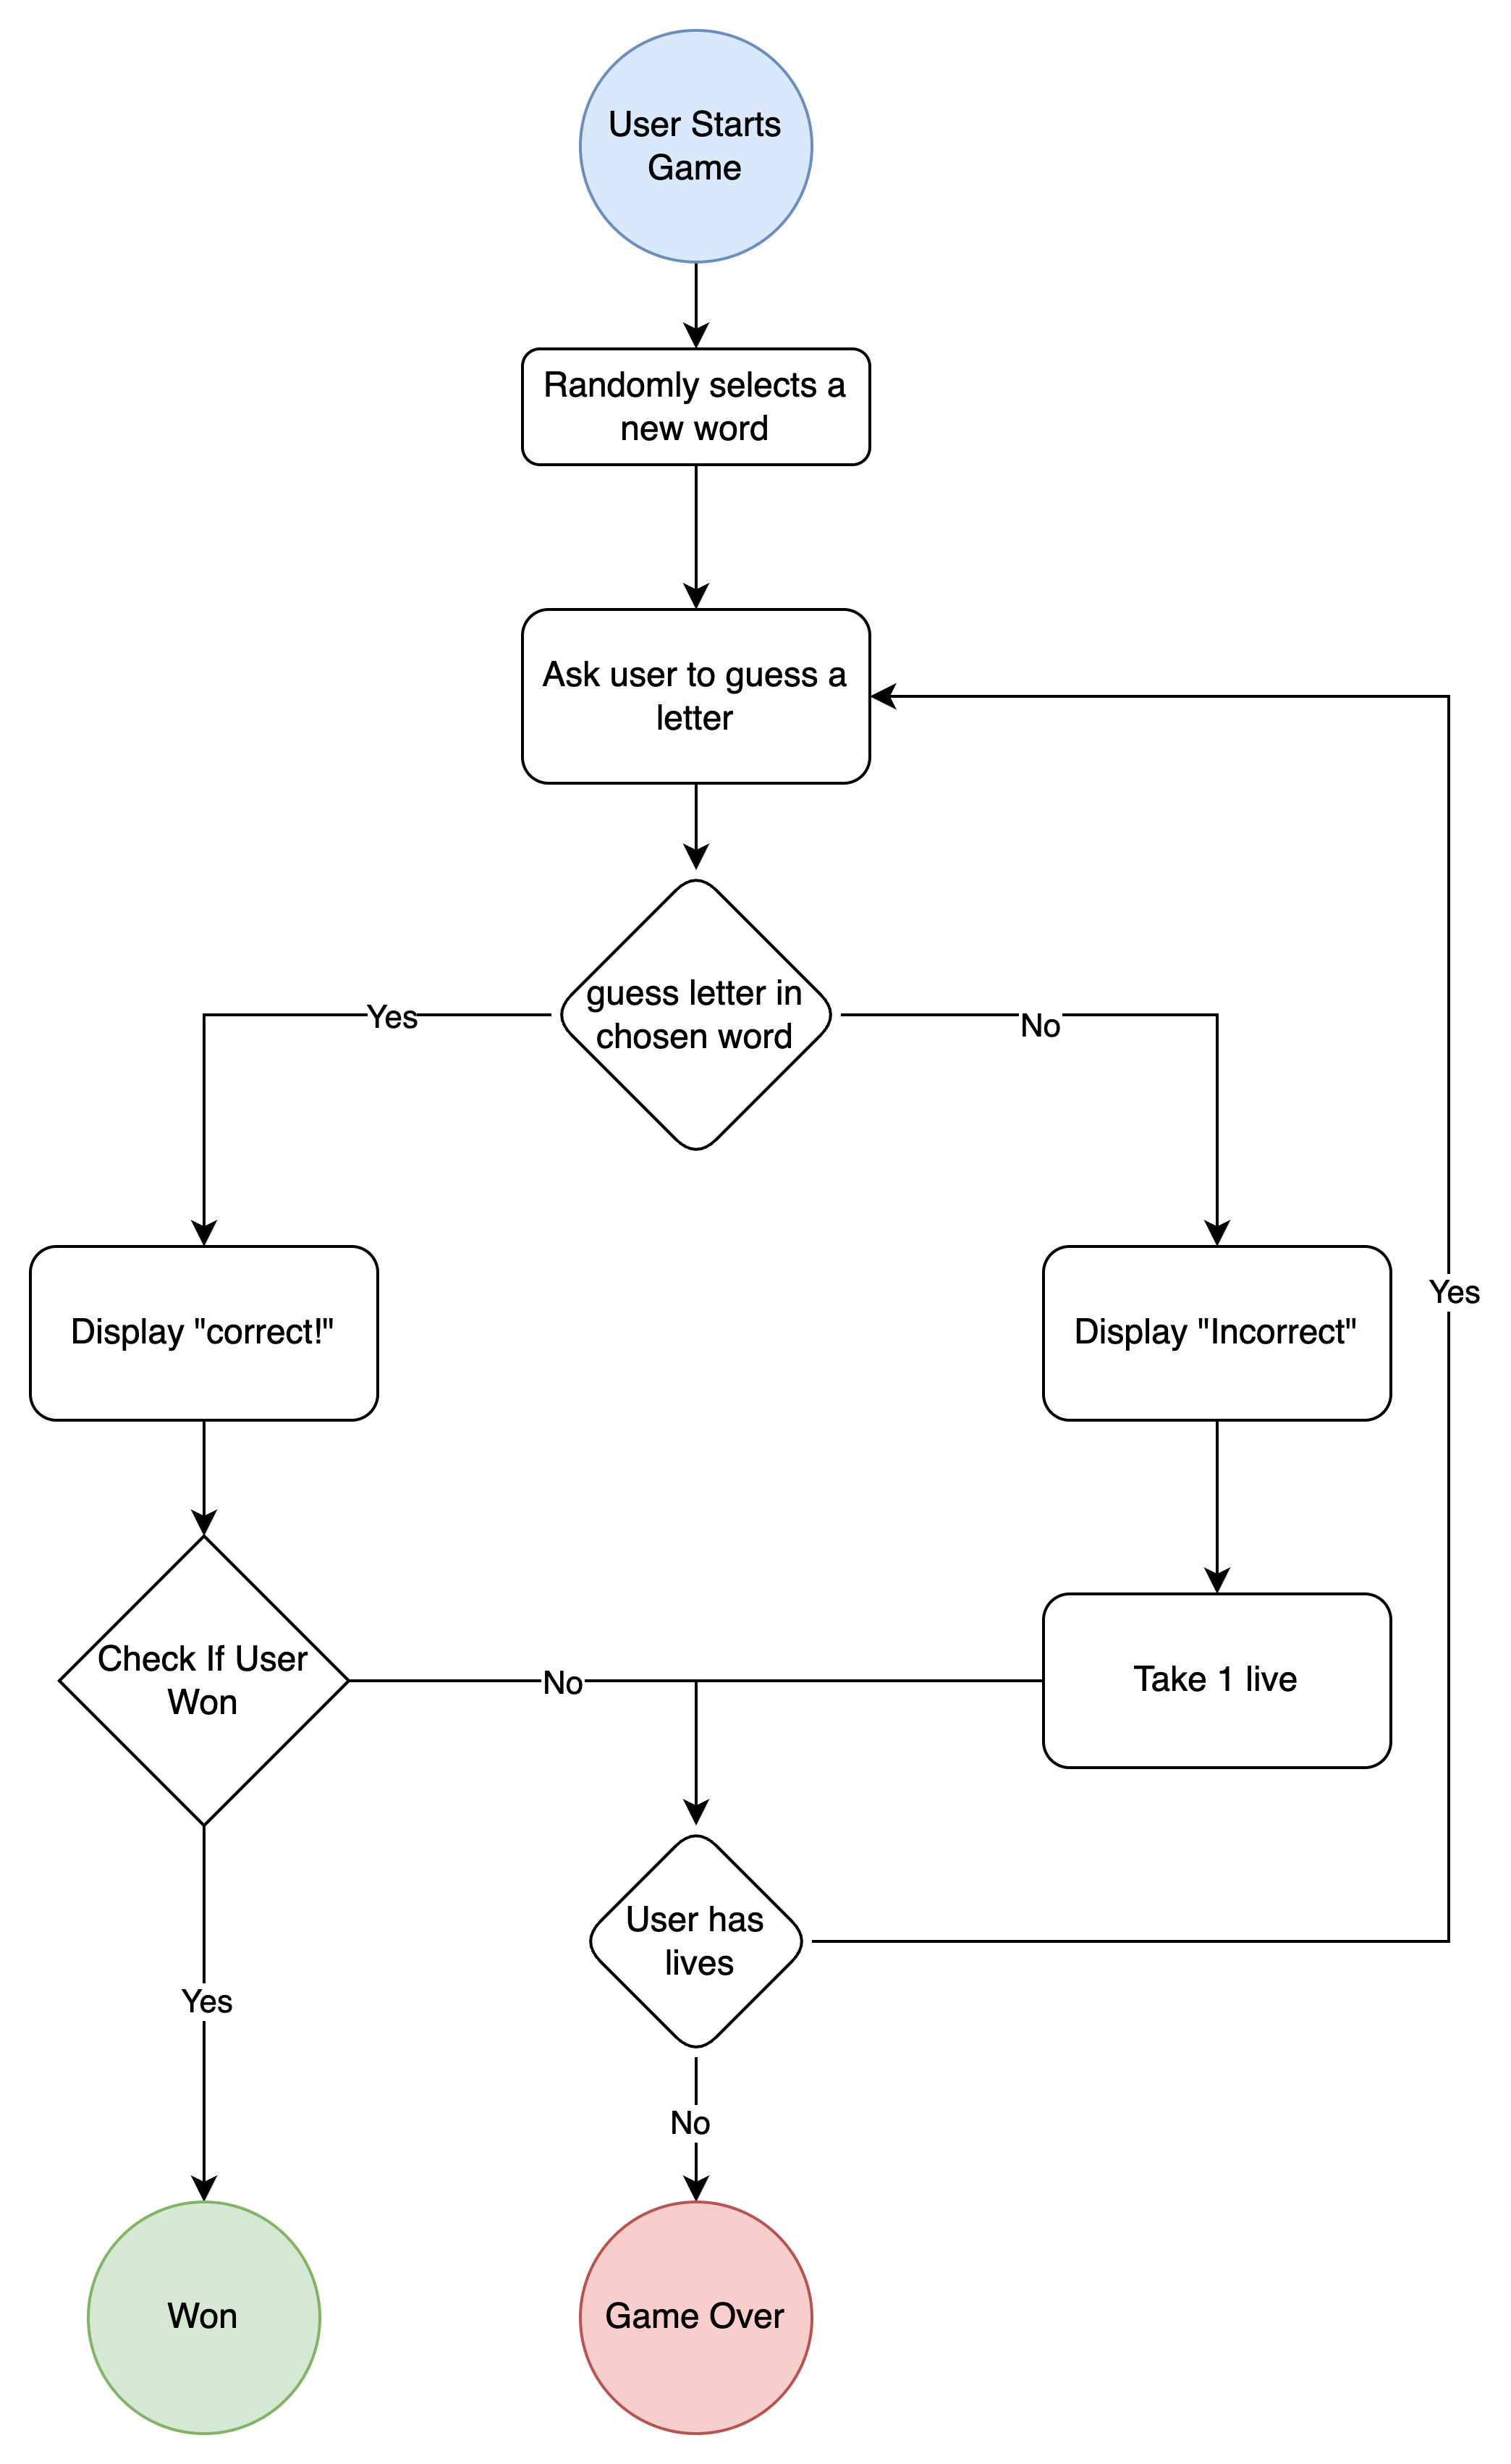 User Starts
Game
Randomly selects a
new word
Ask user to guess a
letter
guess letter in
chosen word
Yes
No
Display "correct!"
Display "Incorrect"
Yes
Check If User
Won
No
Take 1 live
User has
lives
Yes
No
Won
Game Over